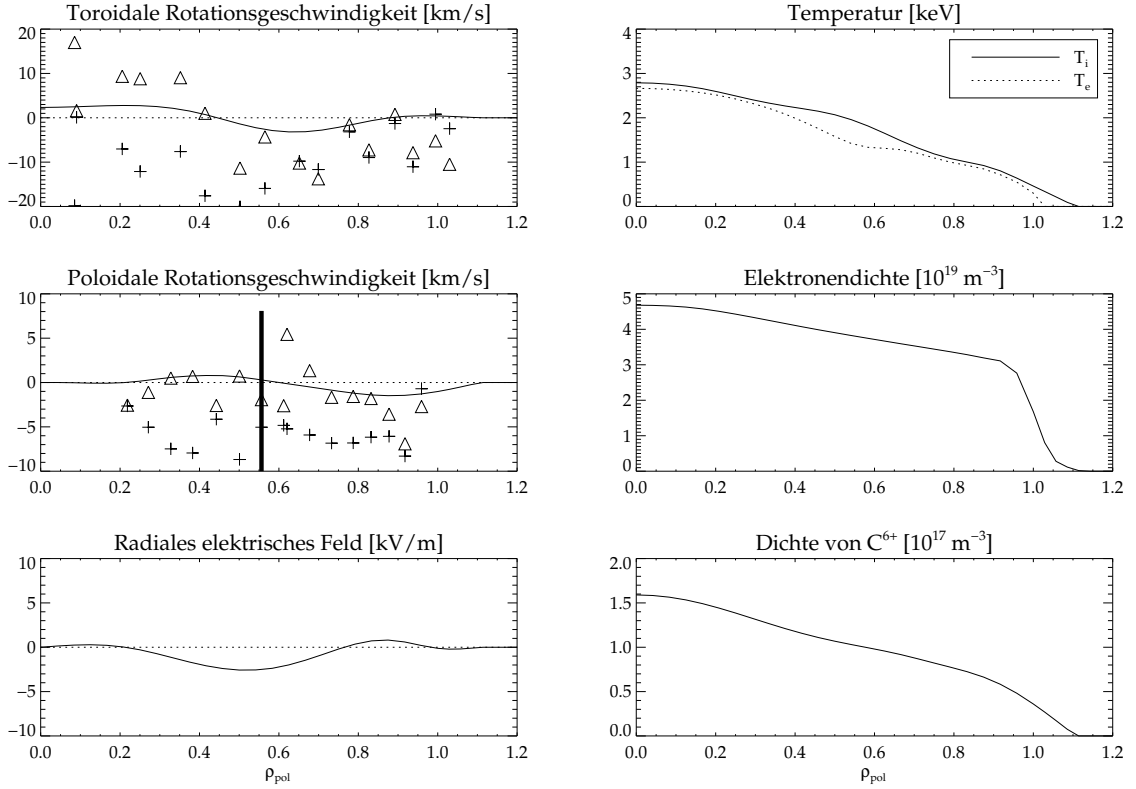 Toroidale Rotationsgeschwindigkeit [km/s]
20
10
0
−10
−20
0.0 0.2 0.4 0.6 0.8 1.0 1.2
Temperatur [keV]
4
3
2
1
0
T_i
T_e
0.0 0.2 0.4 0.6 0.8 1.0 1.2
Poloidale Rotationsgeschwindigkeit [km/s]
10
5
0
−5
−10
0.0 0.2 0.4 0.6 0.8 1.0 1.2
Elektronendichte [10¹⁹ m⁻³]
5
4
3
2
1
0
0.0 0.2 0.4 0.6 0.8 1.0 1.2
Radiales elektrisches Feld [kV/m]
10
5
0
−5
−10
0.0 0.2 0.4 0.6 0.8 1.0 1.2
ρ_pol
Dichte von C⁶⁺ [10¹⁷ m⁻³]
2.0
1.5
1.0
0.5
0.0
0.0 0.2 0.4 0.6 0.8 1.0 1.2
ρ_pol